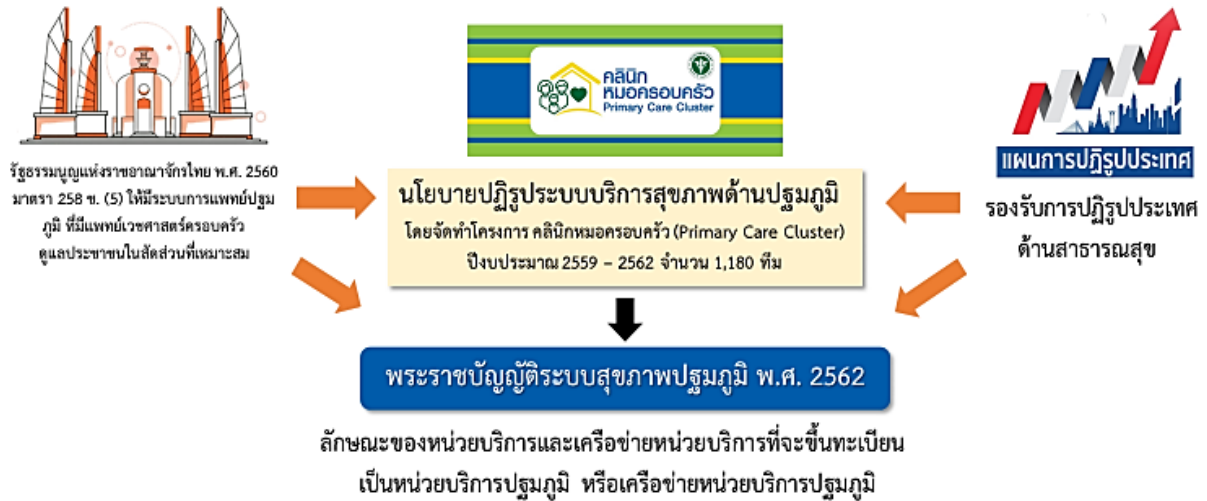 คลินิก
หมอครอบครัว
Primary Care Cluster
รัฐธรรมนูญแห่งราชอาณาจักรไทย พ.ศ. 2560
มาตรา 258 ช. (5) ให้มีระบบการแพทย์ปฐม
ภูมิ ที่มีแพทย์เวชศาสตร์ครอบครัว
ดูแลประชาชนในสัดส่วนที่เหมาะสม
นโยบายปฏิรูประบบบริการสุขภาพด้านปฐมภูมิ
โดยจัดทำโครงการ คลินิกหมอครอบครัว (Primary Care Cluster)
ปีงบประมาณ 2559 – 2562 จำนวน 1,180 ทีม
แผนการปฏิรูปประเทศ
รองรับการปฏิรูปประเทศ
ด้านสาธารณสุข
พระราชบัญญัติระบบสุขภาพปฐมภูมิ พ.ศ. 2562
ลักษณะของหน่วยบริการและเครือข่ายหน่วยบริการที่จะขึ้นทะเบียน
เป็นหน่วยบริการปฐมภูมิ หรือเครือข่ายหน่วยบริการปฐมภูมิ